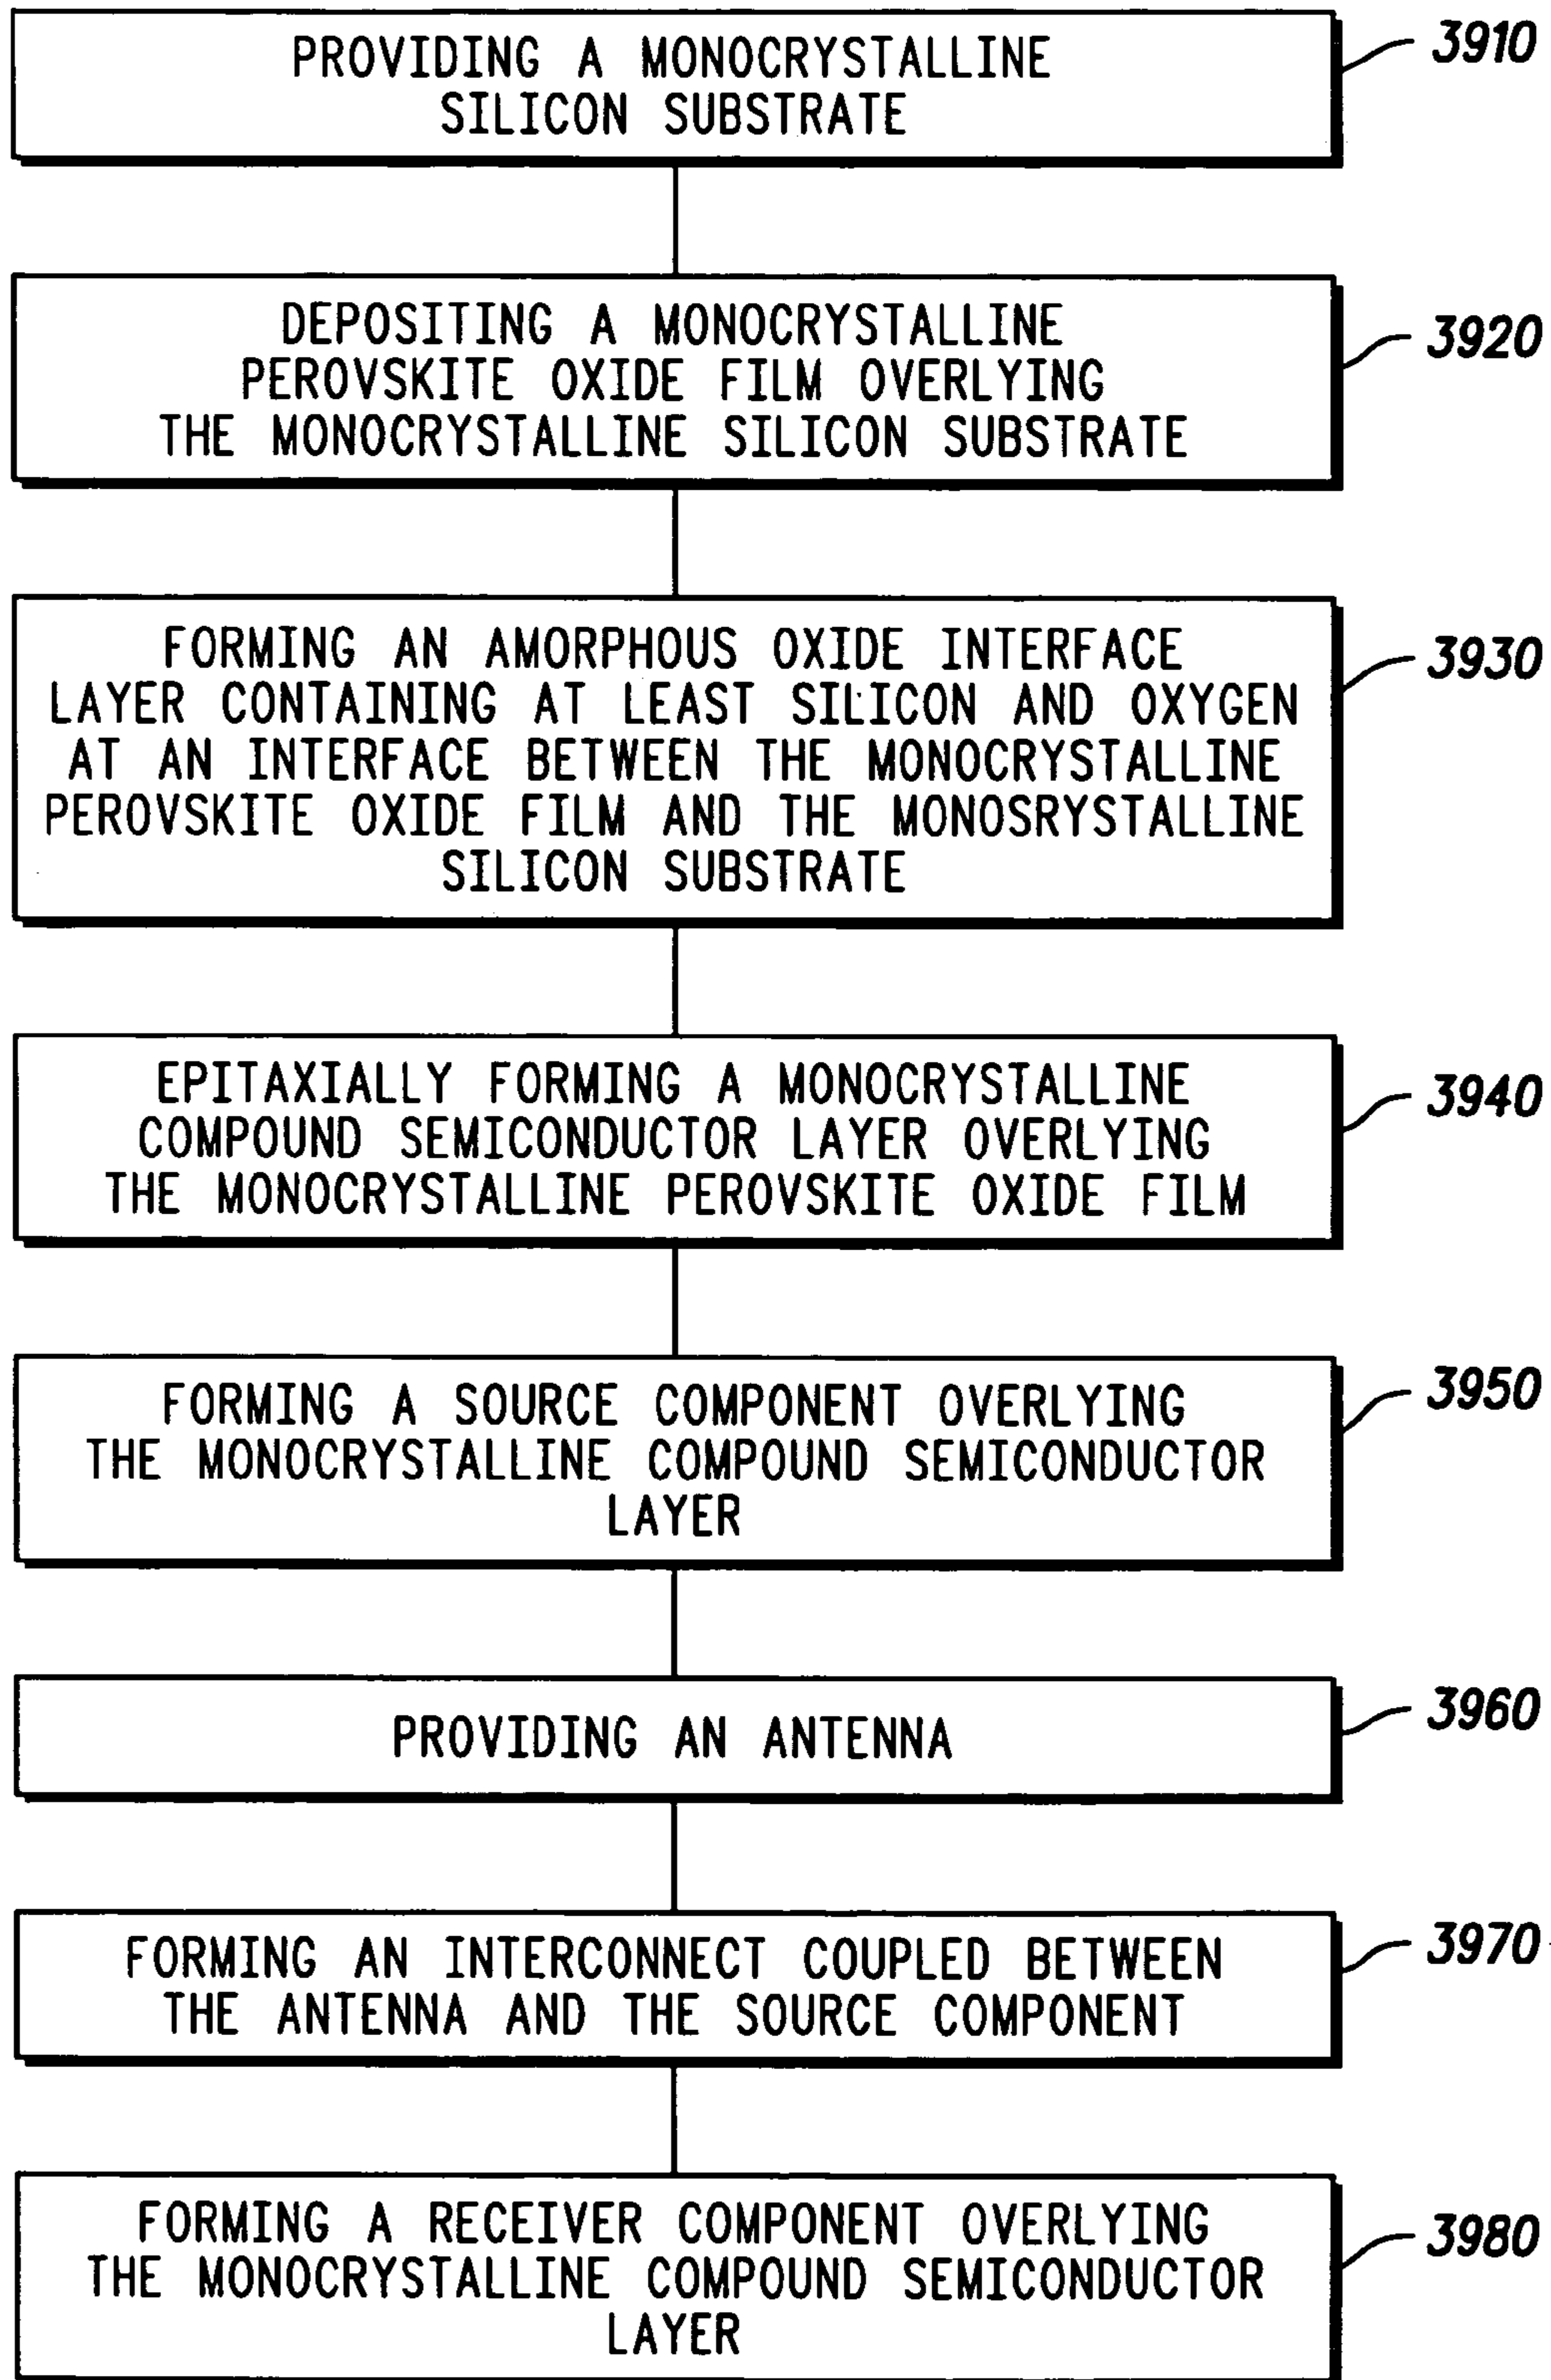 PROVIDING A MONOCRYSTALLINE
SILICON SUBSTRATE
3910
DEPOSITING A MONOCRYSTALLINE
PEROVSKITE OXIDE FILM OVERLYING
THE MONOCRYSTALLINE SILICON SUBSTRATE
3920
FORMING AN AMORPHOUS OXIDE INTERFACE
LAYER CONTAINING AT LEAST SILICON AND OXYGEN
AT AN INTERFACE BETWEEN THE MONOCRYSTALLINE
PEROVSKITE OXIDE FILM AND THE MONOSRYSTALLINE
SILICON SUBSTRATE
3930
EPITAXIALLY FORMING A MONOCRYSTALLINE
COMPOUND SEMICONDUCTOR LAYER OVERLYING
THE MONOCRYSTALLINE PEROVSKITE OXIDE FILM
3940
FORMING A SOURCE COMPONENT OVERLYING
THE MONOCRYSTALLINE COMPOUND SEMICONDUCTOR
LAYER
3950
PROVIDING AN ANTENNA
3960
FORMING AN INTERCONNECT COUPLED BETWEEN
THE ANTENNA AND THE SOURCE COMPONENT
3970
FORMING A RECEIVER COMPONENT OVERLYING
THE MONOCRYSTALLINE COMPOUND SEMICONDUCTOR
LAYER
3980